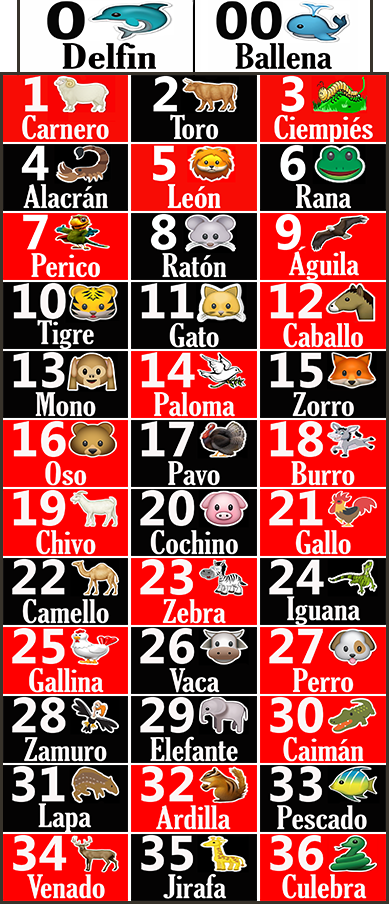 0 00
Delfin Ballena
1 2 3
Carnero Toro Ciempiés
4 5 6
Alacrán León Rana
7 8 9
Perico Ratón Águila
10 11 12
Tigre Gato Caballo
13 14 15
Mono Paloma Zorro
16 17 18
Oso Pavo Burro
19 20 21
Chivo Cochino Gallo
22 23 24
Camello Zebra Iguana
25 26 27
Gallina Vaca Perro
28 29 30
Zamuro Elefante Caimán
31 32 33
Lapa Ardilla Pescado
34 35 36
Venado Jirafa Culebra